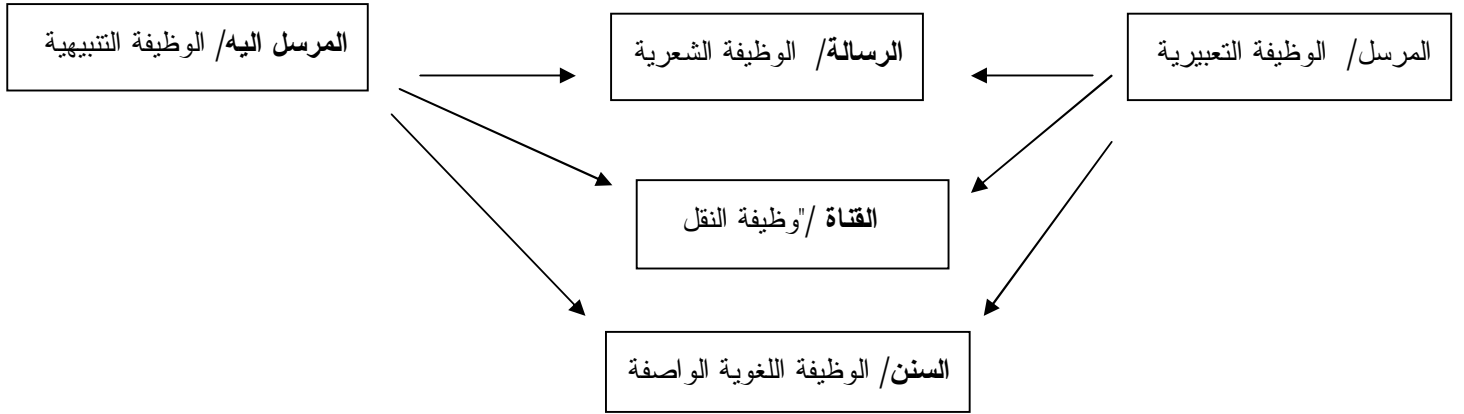 المرسل/ الوظيفة التعبيرية
الرسالة/ الوظيفة الشعرية
المرسل اليه/ الوظيفة التنبيهية
القناة /"وظيفة النقل
السنن/ الوظيفة اللغوية الواصفة